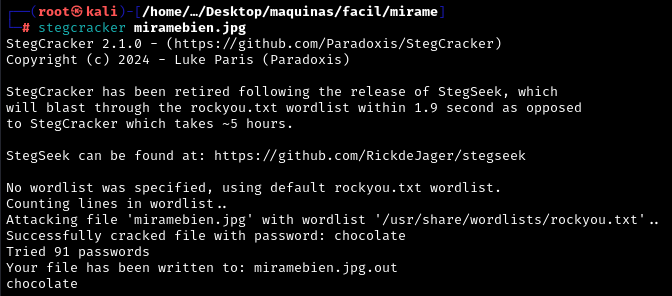 ──(root㉿kali)-[/home/…/Desktop/maquinas/facil/mirame]
└─# stegcracker miramebien.jpg
StegCracker 2.1.0 - (https://github.com/Paradoxis/StegCracker)
Copyright (c) 2024 - Luke Paris (Paradoxis)

StegCracker has been retired following the release of StegSeek, which
will blast through the rockyou.txt wordlist within 1.9 second as opposed
to StegCracker which takes ~5 hours.

StegSeek can be found at: https://github.com/RickdeJager/stegseek

No wordlist was specified, using default rockyou.txt wordlist.
Counting lines in wordlist..
Attacking file 'miramebien.jpg' with wordlist '/usr/share/wordlists/rockyou.txt'..
Successfully cracked file with password: chocolate
Tried 91 passwords
Your file has been written to: miramebien.jpg.out
chocolate